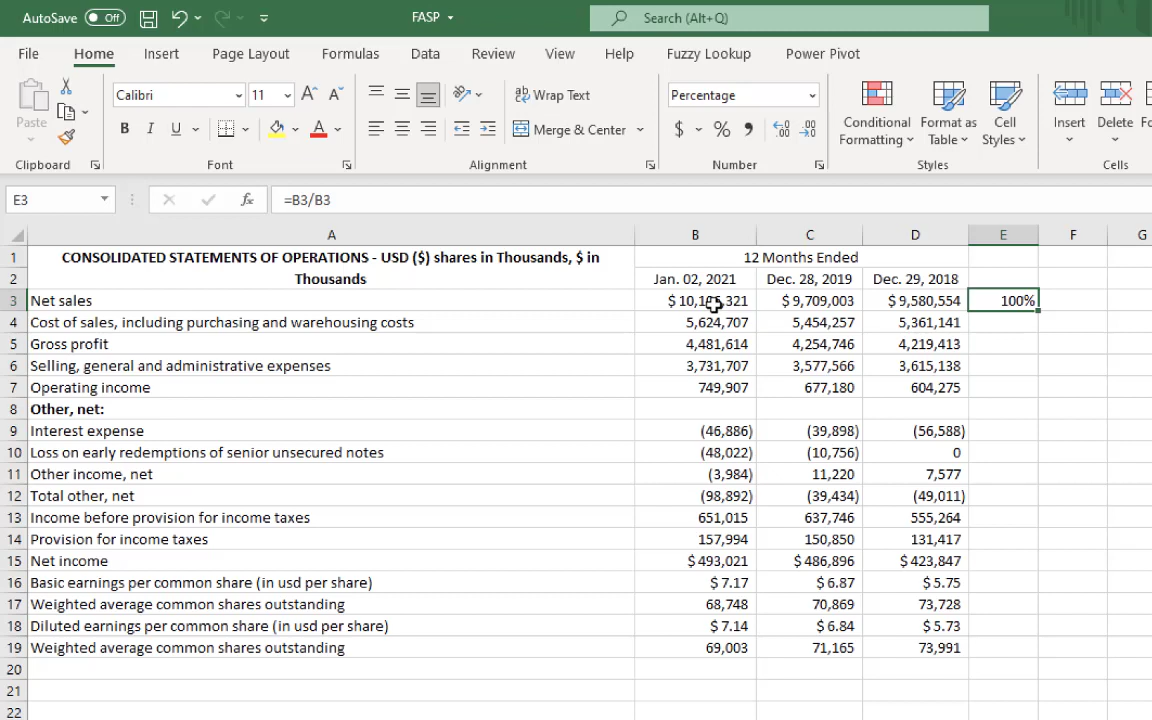 AutoSave Off FASP Search (Alt+Q)
File Home Insert Page Layout Formulas Data Review View Help Fuzzy Lookup Power Pivot
Paste Calibri 11 A A Wrap Text Percentage Conditional Formatting Format as Table Cell Styles Insert Delete
B I U A Merge & Center $ %
Clipboard Font Alignment Number Styles Cells
E3 fx =B3/B3
A B C D E F G
1 CONSOLIDATED STATEMENTS OF OPERATIONS - USD ($) shares in Thousands, $ in 12 Months Ended
2 Thousands Jan. 02, 2021 Dec. 28, 2019 Dec. 29, 2018
3 Net sales $ 9,709,003 $ 9,580,554 100%
4 Cost of sales, including purchasing and warehousing costs 5,624,707 5,454,257 5,361,141
5 Gross profit 4,481,614 4,254,746 4,219,413
6 Selling, general and administrative expenses 3,731,707 3,577,566 3,615,138
7 Operating income 749,907 677,180 604,275
8 Other, net:
9 Interest expense (46,886) (39,898) (56,588)
10 Loss on early redemptions of senior unsecured notes (48,022) (10,756) 0
11 Other income, net (3,984) 11,220 7,577
12 Total other, net (98,892) (39,434) (49,011)
13 Income before provision for income taxes 651,015 637,746 555,264
14 Provision for income taxes 157,994 150,850 131,417
15 Net income $ 493,021 $ 486,896 $ 423,847
16 Basic earnings per common share (in usd per share) $ 7.17 $ 6.87 $ 5.75
17 Weighted average common shares outstanding 68,748 70,869 73,728
18 Diluted earnings per common share (in usd per share) $ 7.14 $ 6.84 $ 5.73
19 Weighted average common shares outstanding 69,003 71,165 73,991
20
21
22